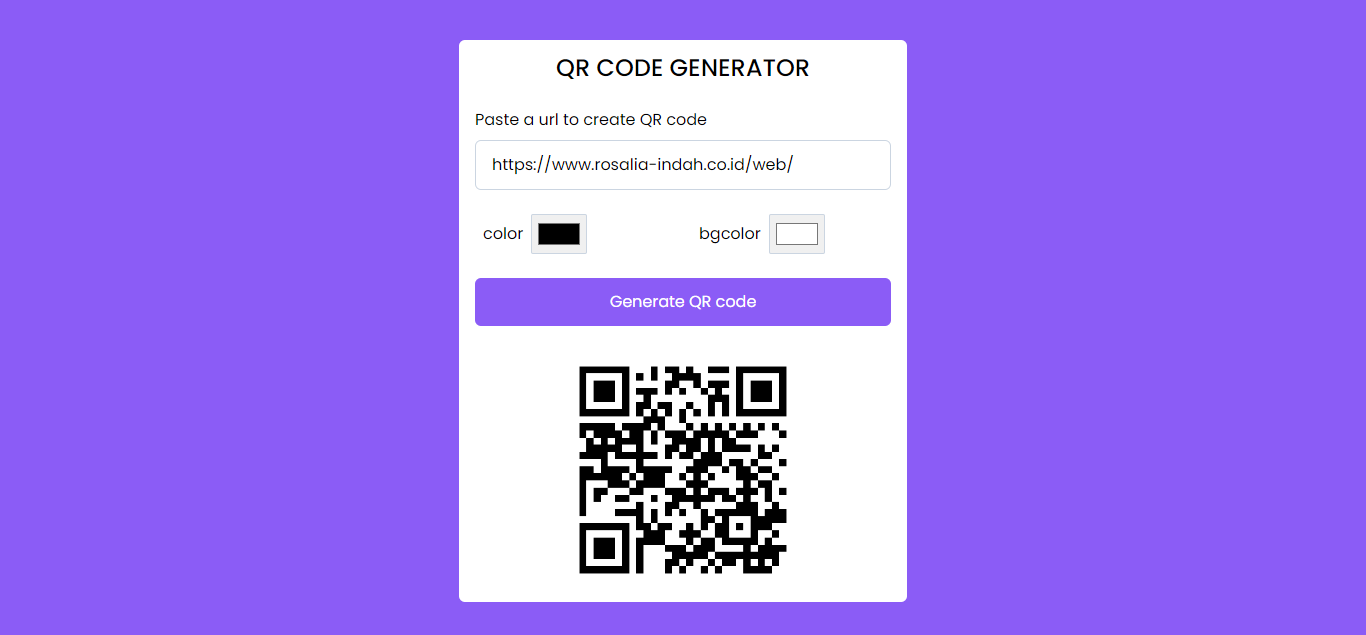 QR CODE GENERATOR
Paste a url to create QR code
https://www.rosalia-indah.co.id/web/
color bgcolor
Generate QR code